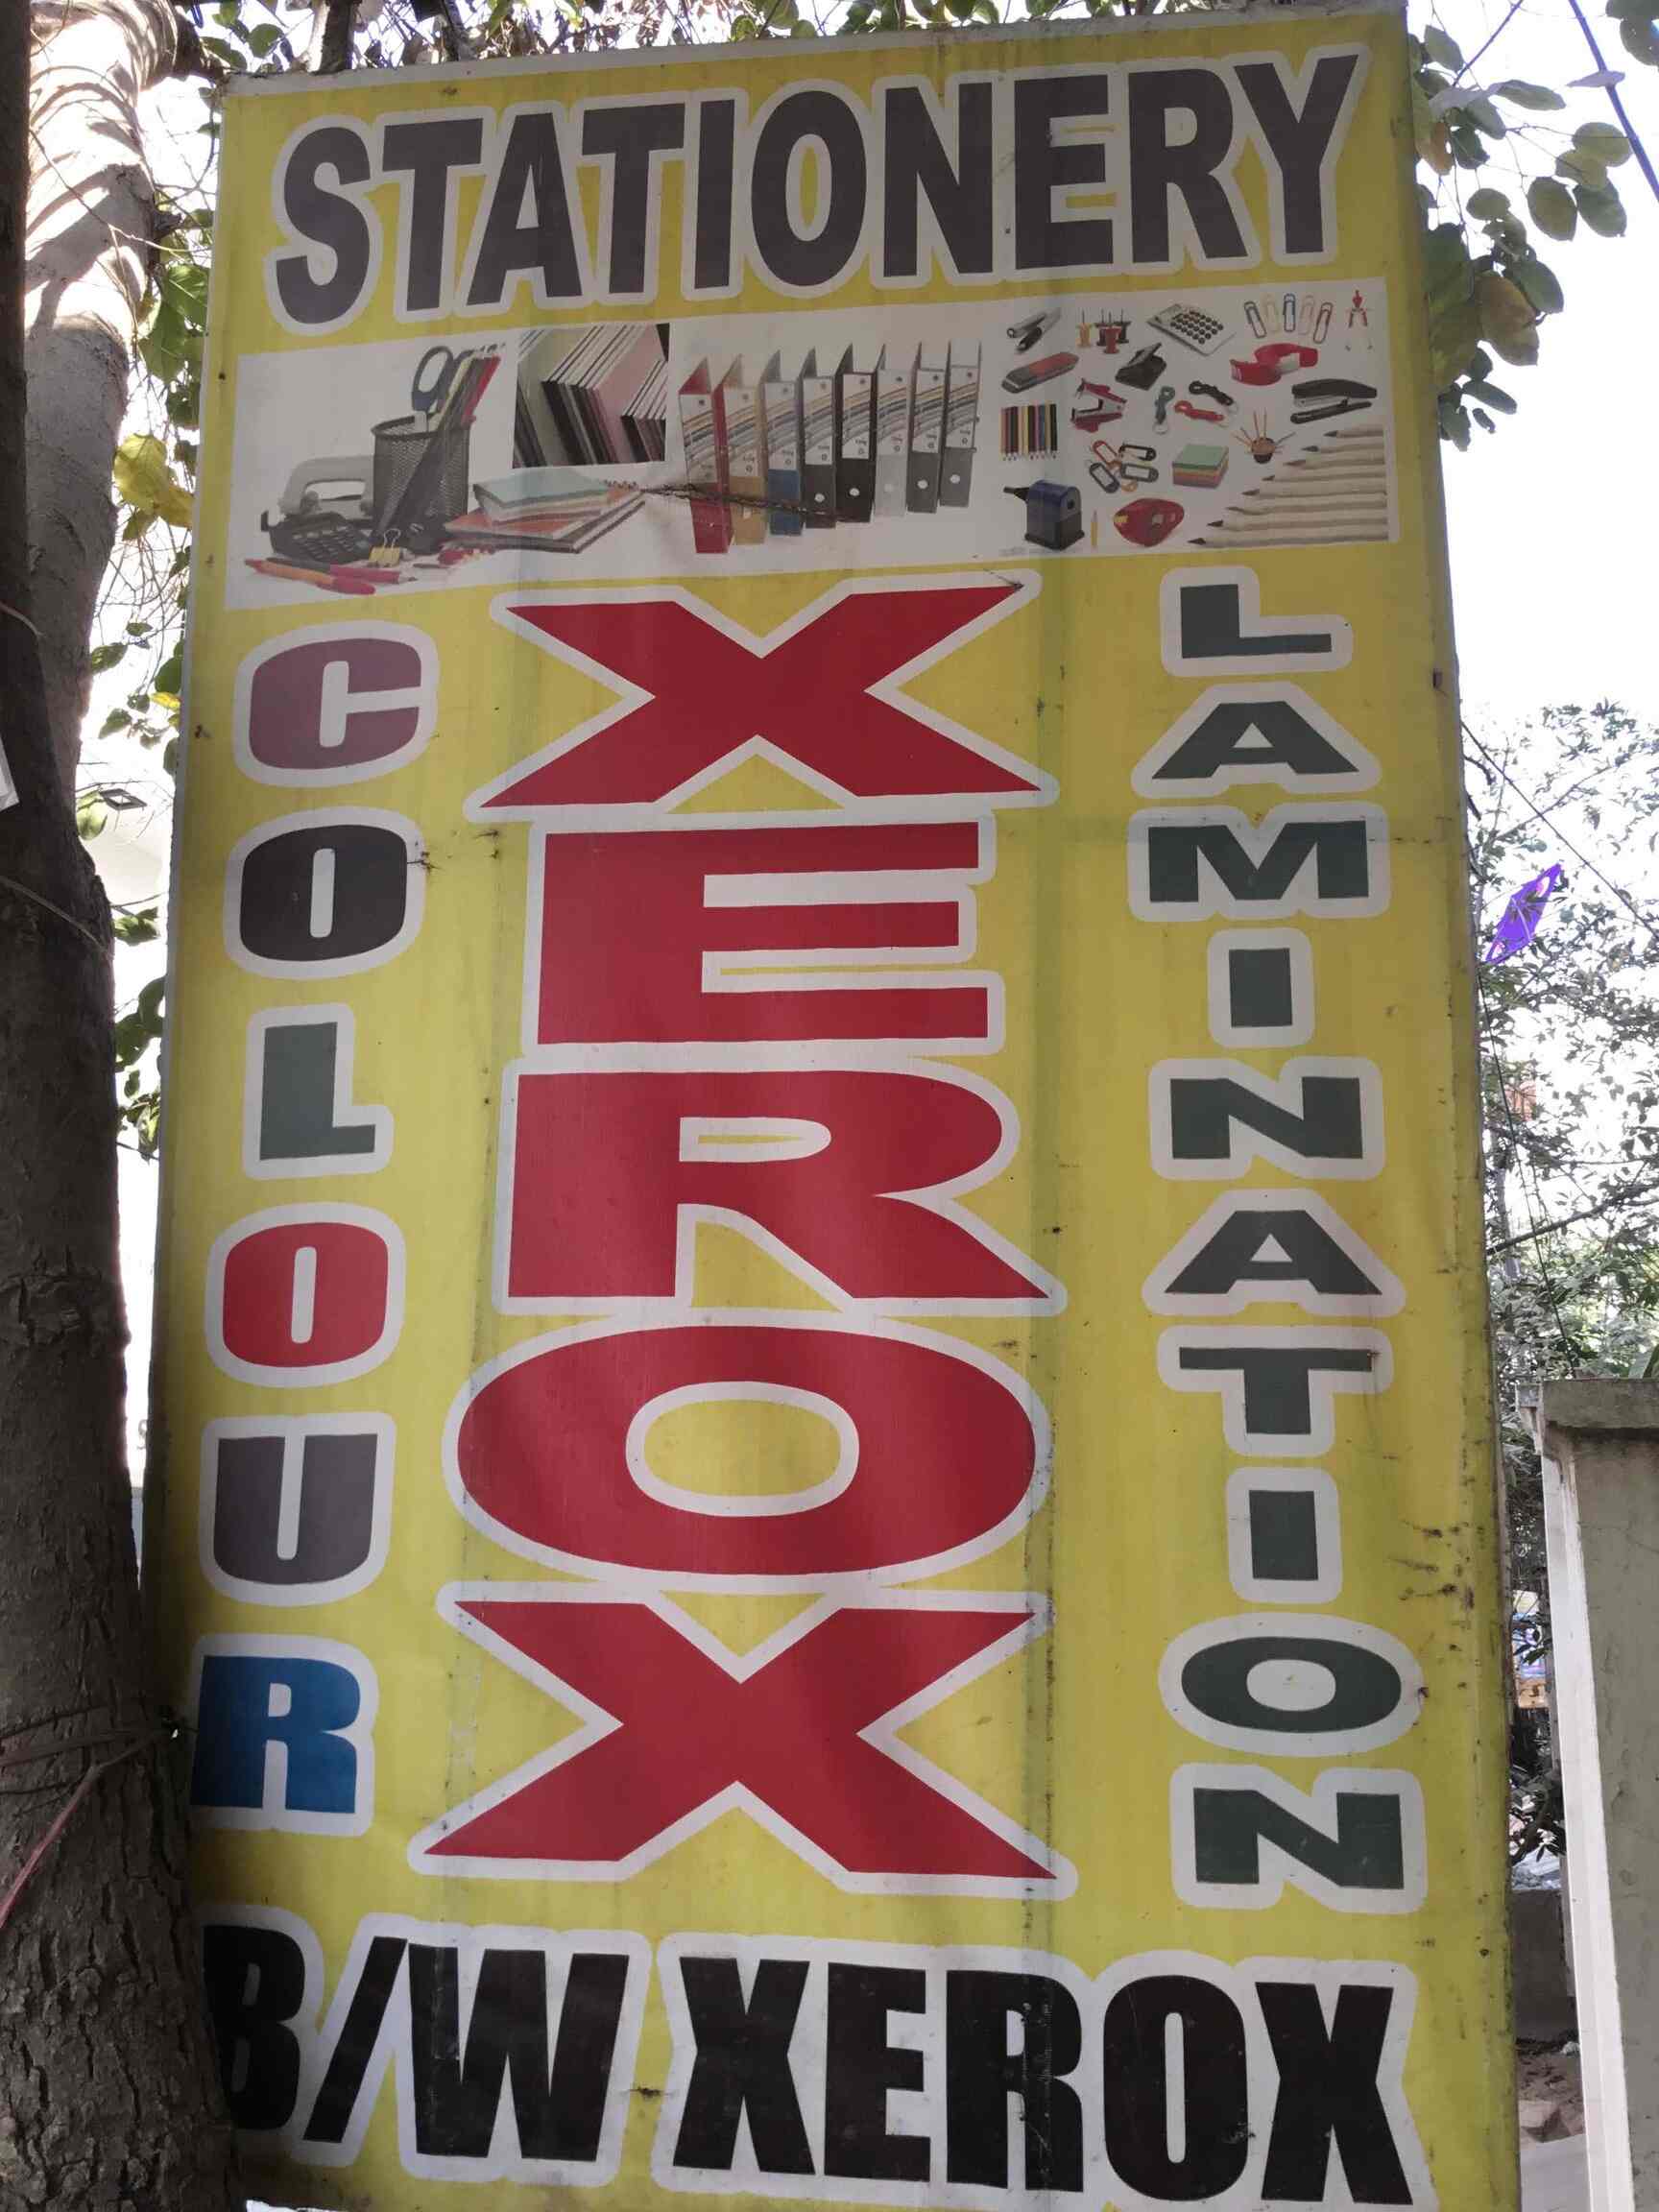 STATIONERY
COLOUR
XEROX
LAMINATION
B/W XEROX